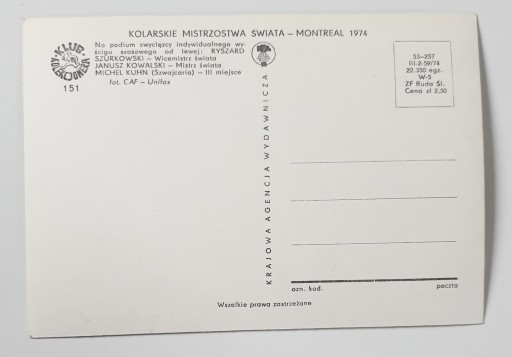 KOLARSKIE MISTRZOSTWA ŚWIATA – MONTREAL 1974
KLUB
KOLEKCJONERA
151
Na podium zwycięzcy indywidualnego wy-
ścigu szosowego od lewej: RYSZARD
SZURKOWSKI – Wicemistrz świata
JANUSZ KOWALSKI – Mistrz świata
MICHEL KUHN (Szwajcaria) – III miejsce
fot. CAF – Unifax
KRAJOWA AGENCJA WYDAWNICZA
53–257
III-2-59/74
22.350 egz.
W-5
ZF Ruda Śl.
Cena zł 2,50
ozn. kod.
poczta
Wszelkie prawa zastrzeżone